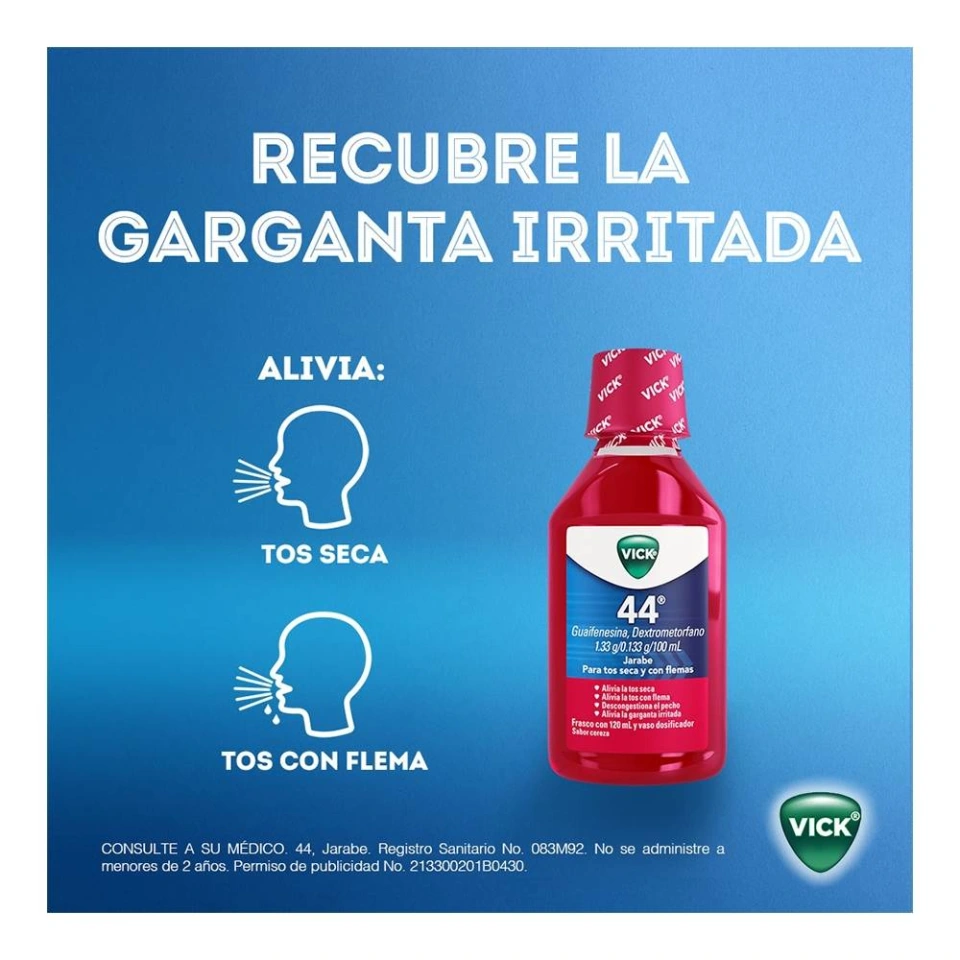 RECUBRE LA
GARGANTA IRRITADA
ALIVIA:
TOS SECA
TOS CON FLEMA
VICK® VICK® VICK® VICK®
VICK®
44®
Guaifenesina, Dextrometorfano
1.33 g/0.133 g/100 mL
Jarabe
Para tos seca y con flemas
Alivia la tos seca
Alivia la tos con flema
Descongestiona el pecho
Alivia la garganta irritada
Frasco con 120 mL y vaso dosificador
Sabor cereza
VICK®
CONSULTE A SU MÉDICO. 44, Jarabe. Registro Sanitario No. 083M92. No se administre a
menores de 2 años. Permiso de publicidad No. 213300201B0430.